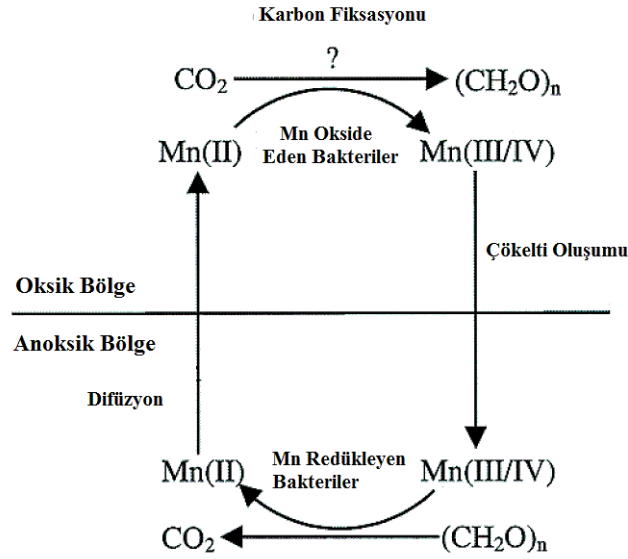 Karbon Fiksasyonu
?
CO2 (CH2O)n
Mn Okside
Eden Bakteriler
Mn(II) Mn(III/IV)
Çökelti Oluşumu
Oksik Bölge
Anoksik Bölge
Difüzyon
Mn Redükleyen
Bakteriler
Mn(II) Mn(III/IV)
CO2 (CH2O)n